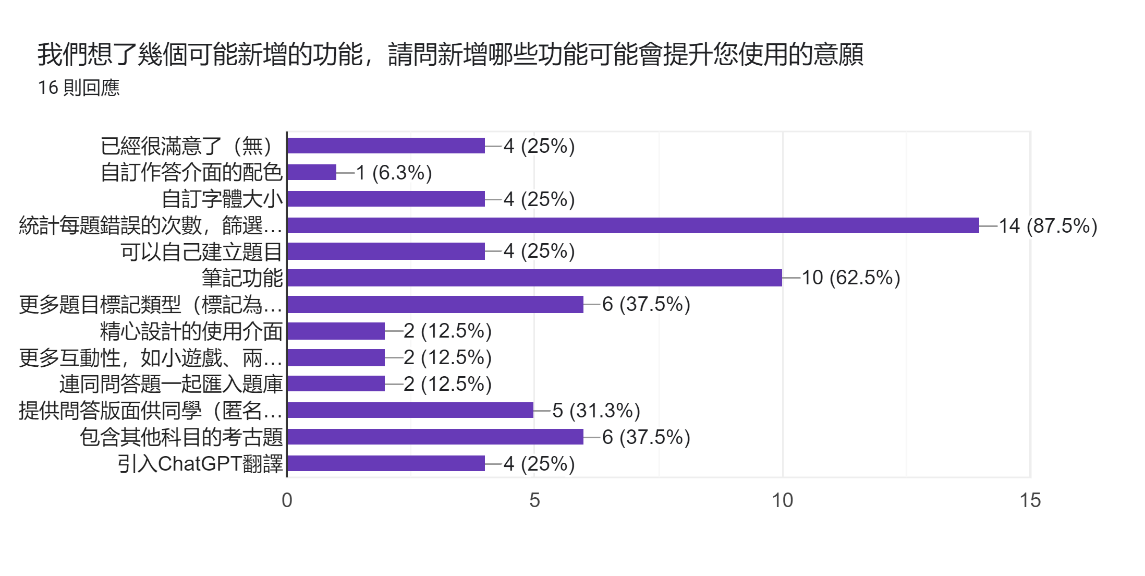 我們想了幾個可能新增的功能，請問新增哪些功能可能會提升您使用的意願
16 則回應
已經很滿意了（無） 4 (25%)
自訂作答介面的配色 1 (6.3%)
自訂字體大小 4 (25%)
統計每題錯誤的次數，篩選… 14 (87.5%)
可以自己建立題目 4 (25%)
筆記功能 10 (62.5%)
更多題目標記類型（標記為… 6 (37.5%)
精心設計的使用介面 2 (12.5%)
更多互動性，如小遊戲、兩… 2 (12.5%)
連同問答題一起匯入題庫 2 (12.5%)
提供問答版面供同學（匿名… 5 (31.3%)
包含其他科目的考古題 6 (37.5%)
引入ChatGPT翻譯 4 (25%)
0 5 10 15